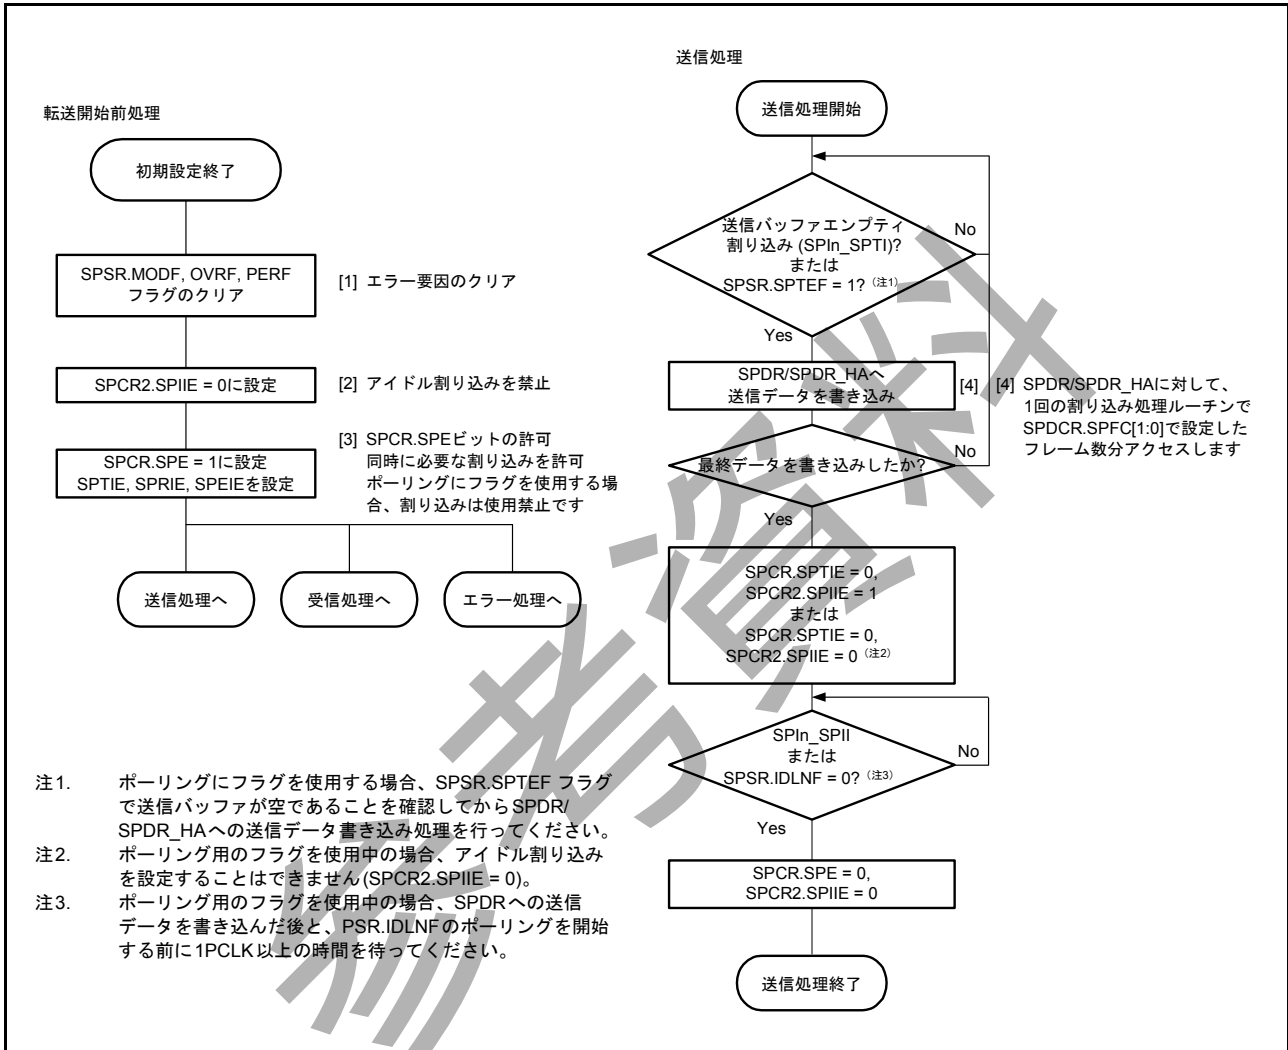 転送開始前処理
初期設定終了
SPSR.MODF, OVRF, PERF
フラグのクリア
[1] エラー要因のクリア
SPCR2.SPIIE = 0に設定
[2] アイドル割り込みを禁止
SPCR.SPE = 1に設定
SPTIE, SPRIE, SPEIEを設定
[3] SPCR.SPEビットの許可
同時に必要な割り込みを許可
ポーリングにフラグを使用する場
合、割り込みは使用禁止です
送信処理へ
受信処理へ
エラー処理へ
送信処理
送信処理開始
送信バッファエンプティ
割り込み (SPIn_SPTI)?
または
SPSR.SPTEF = 1? (注1)
No
Yes
SPDR/SPDR_HAへ
送信データを書き込み
[4]
[4] SPDR/SPDR_HAに対して、
1回の割り込み処理ルーチンで
SPDCR.SPFC[1:0]で設定した
フレーム数分アクセスします
最終データを書き込みしたか?
No
Yes
SPCR.SPTIE = 0,
SPCR2.SPIIE = 1
または
SPCR.SPTIE = 0,
SPCR2.SPIIE = 0 (注2)
SPIn_SPII
または
SPSR.IDLNF = 0? (注3)
No
Yes
SPCR.SPE = 0,
SPCR2.SPIIE = 0
送信処理終了
注1. ポーリングにフラグを使用する場合、SPSR.SPTEF フラグ
で送信バッファが空であることを確認してからSPDR/
SPDR_HAへの送信データ書き込み処理を行ってください。
注2. ポーリング用のフラグを使用中の場合、アイドル割り込み
を設定することはできません(SPCR2.SPIIE = 0)。
注3. ポーリング用のフラグを使用中の場合、SPDRへの送信
データを書き込んだ後と、PSR.IDLNFのポーリングを開始
する前に1PCLK以上の時間を待ってください。
参考資料